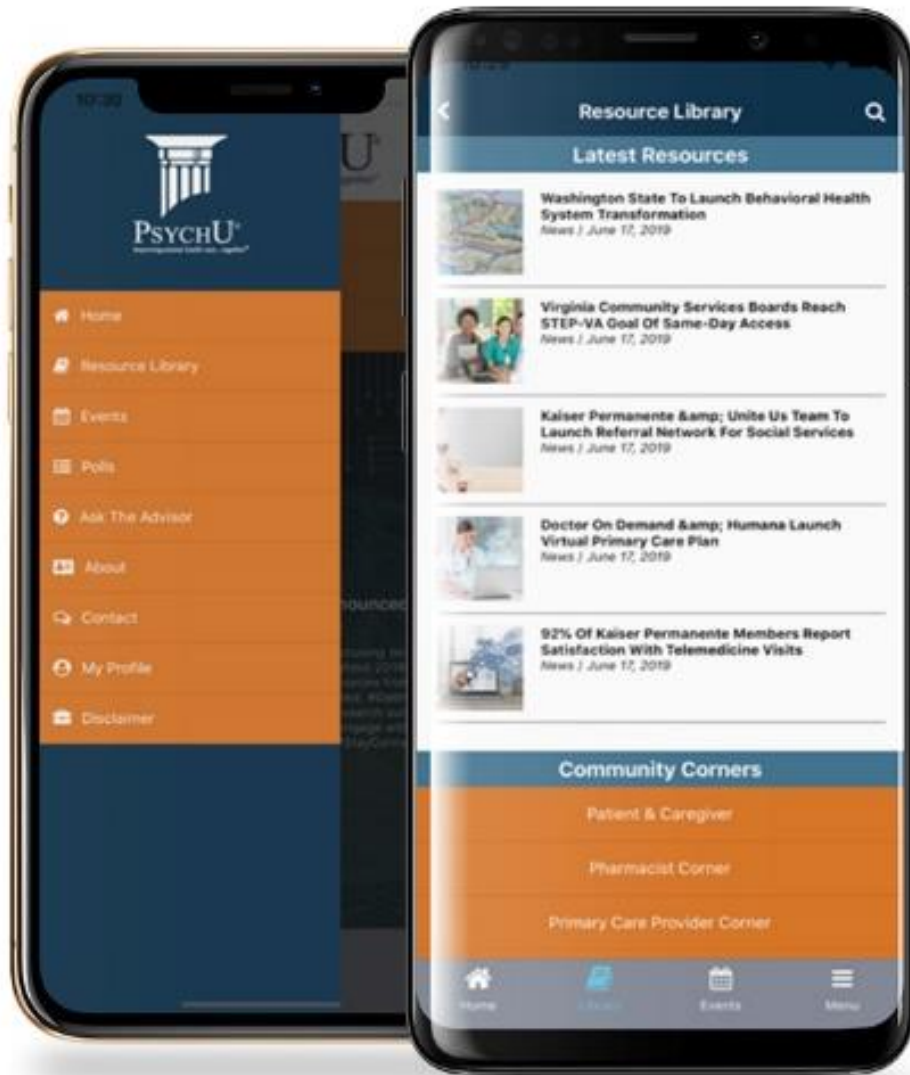 10:30
PSYCHU®
Home
Resource Library
Events
Polls
Ask The Advisor
About
Contact
My Profile
Disclaimer
U
Resource Library
Latest Resources
Washington State To Launch Behavioral Health
System Transformation
News / June 17, 2019
Virginia Community Services Boards Reach
STEP-VA Goal Of Same-Day Access
News / June 17, 2019
Kaiser Permanente &amp; Unite Us Team To
Launch Referral Network For Social Services
News / June 17, 2019
Doctor On Demand &amp; Humana Launch
Virtual Primary Care Plan
News / June 17, 2019
92% Of Kaiser Permanente Members Report
Satisfaction With Telemedicine Visits
News / June 17, 2019
Community Corners
Patient & Caregiver
Pharmacist Corner
Primary Care Provider Corner
Home
Library
Events
Menu